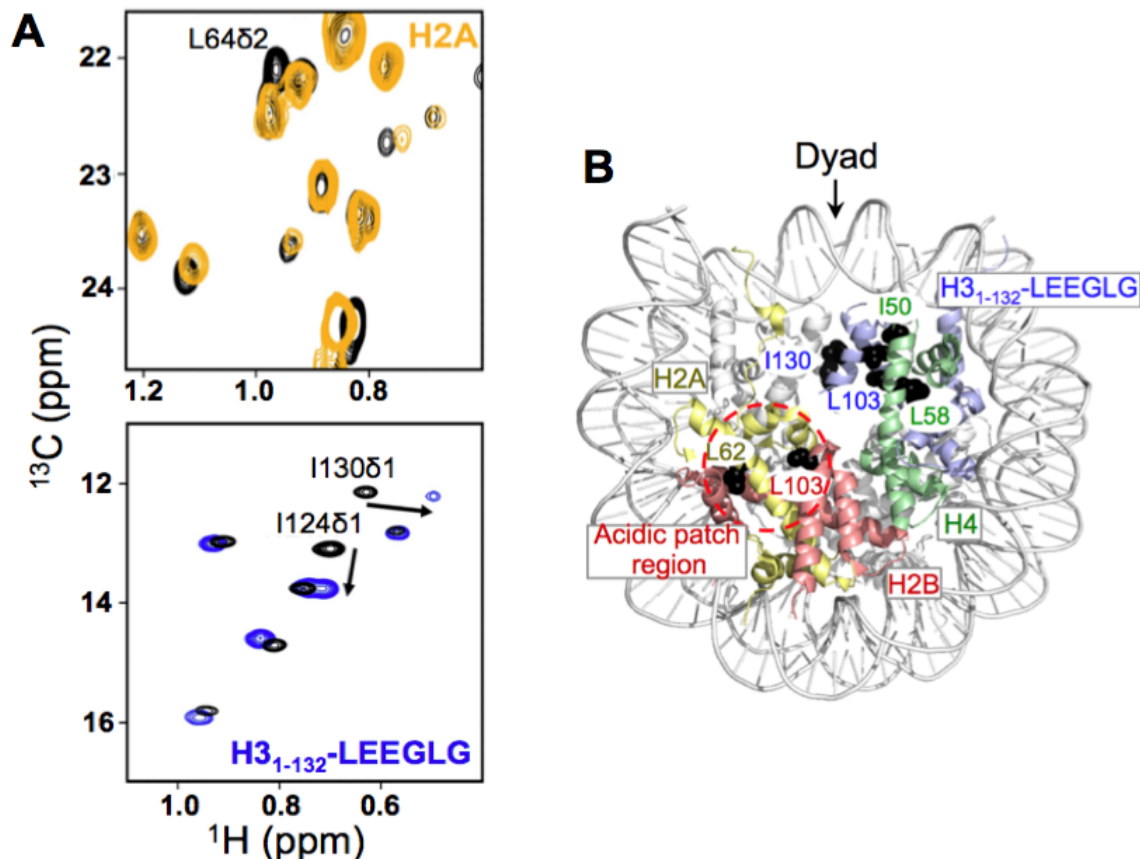 A
L64δ2
H2A
22
23
24
1.2
1.0
0.8
¹³C (ppm)
I130δ1
I124δ1
12
14
16
H3₁₋₁₃₂-LEEGLG
1.0
0.8
0.6
¹H (ppm)
B
Dyad
H3₁₋₁₃₂-LEEGLG
I50
I130
H2A
L103
L58
L62
L103
Acidic patch
region
H4
H2B